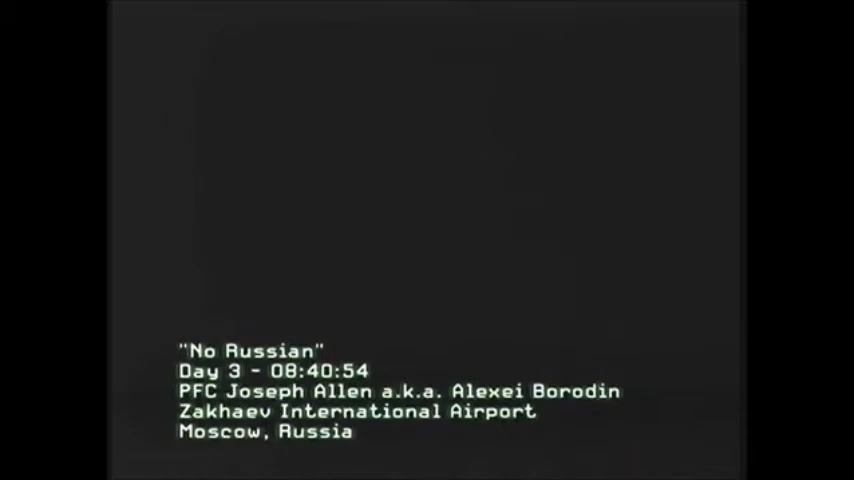 "No Russian"
Day 3 - 08:40:54
PFC Joseph Allen a.k.a. Alexei Borodin
Zakhaev International Airport
Moscow, Russia